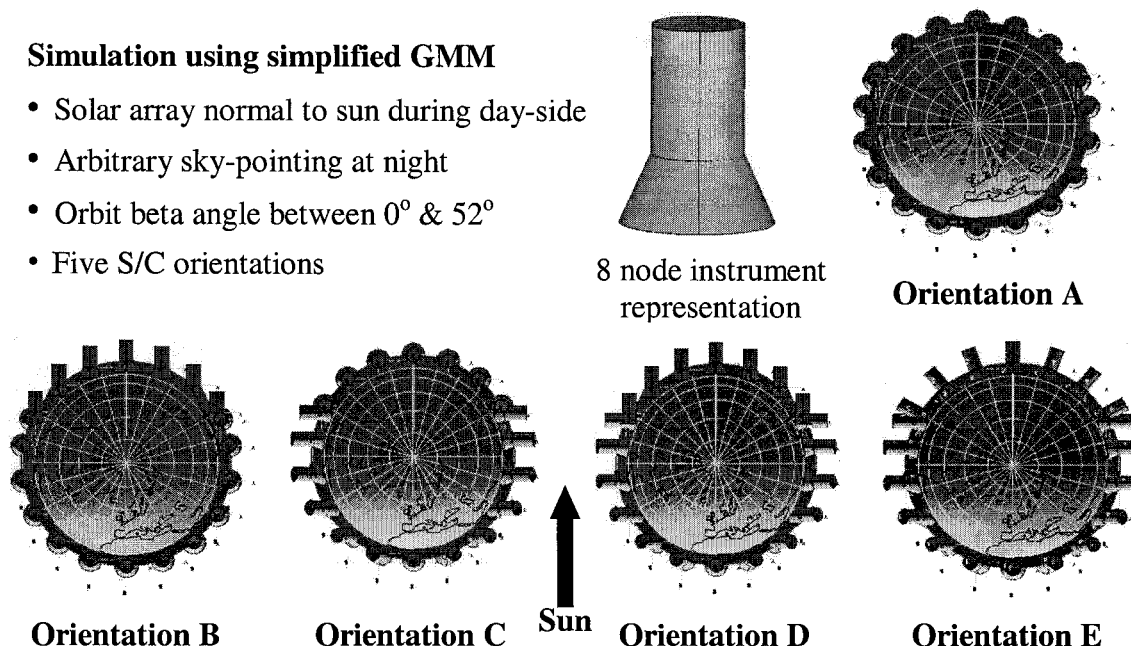 Simulation using simplified GMM
• Solar array normal to sun during day-side
• Arbitrary sky-pointing at night
• Orbit beta angle between 0° & 52°
• Five S/C orientations
8 node instrument
representation
Orientation A
Orientation B
Orientation C
Sun
Orientation D
Orientation E